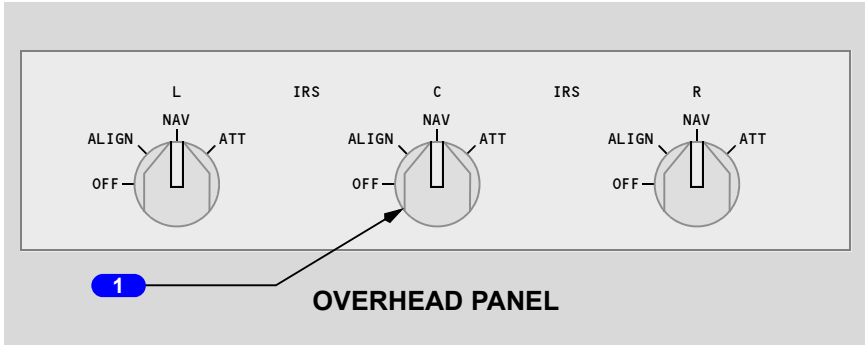 L IRS C IRS R
NAV NAV NAV
ALIGN ATT ALIGN ATT ALIGN ATT
OFF OFF OFF
1
OVERHEAD PANEL